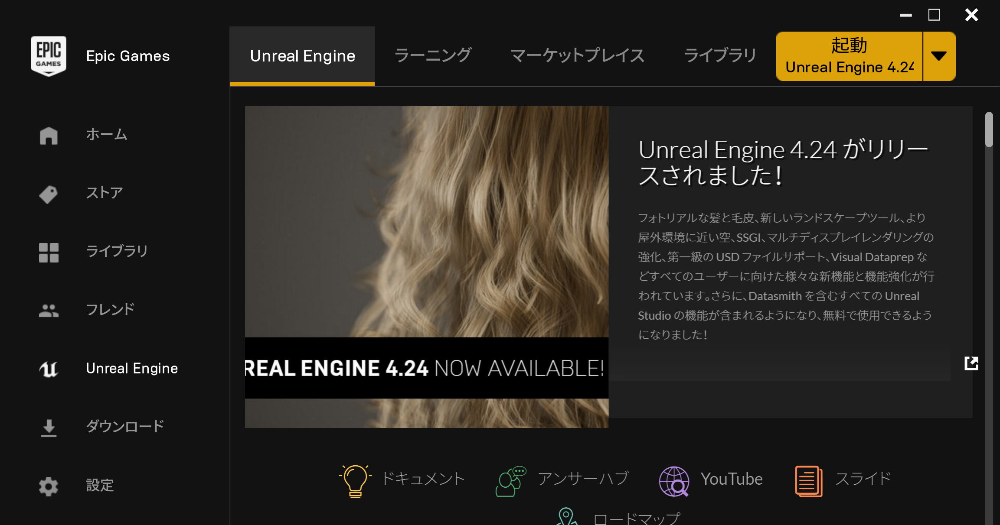 EPIC
GAMES
Epic Games
Unreal Engine
ラーニング
マーケットプレイス
ライブラリ
起動
Unreal Engine 4.24
ホーム
ストア
ライブラリ
フレンド
Unreal Engine
ダウンロード
設定
REAL ENGINE 4.24 NOW AVAILABLE!
Unreal Engine 4.24 がリリー
スされました!
フォトリアルな髪と毛皮、新しいランドスケープツール、より
屋外環境に近い空、SSGI、マルチディスプレイレンダリングの
強化、第一級の USD ファイルサポート、Visual Dataprep な
どすべてのユーザーに向けた様々な新機能と機能強化が行
われています。さらに、Datasmith を含むすべての Unreal
Studio の機能が含まれるようになり、無料で使用できるよう
になりました!
ドキュメント
アンサーハブ
YouTube
スライド
ロードマップ